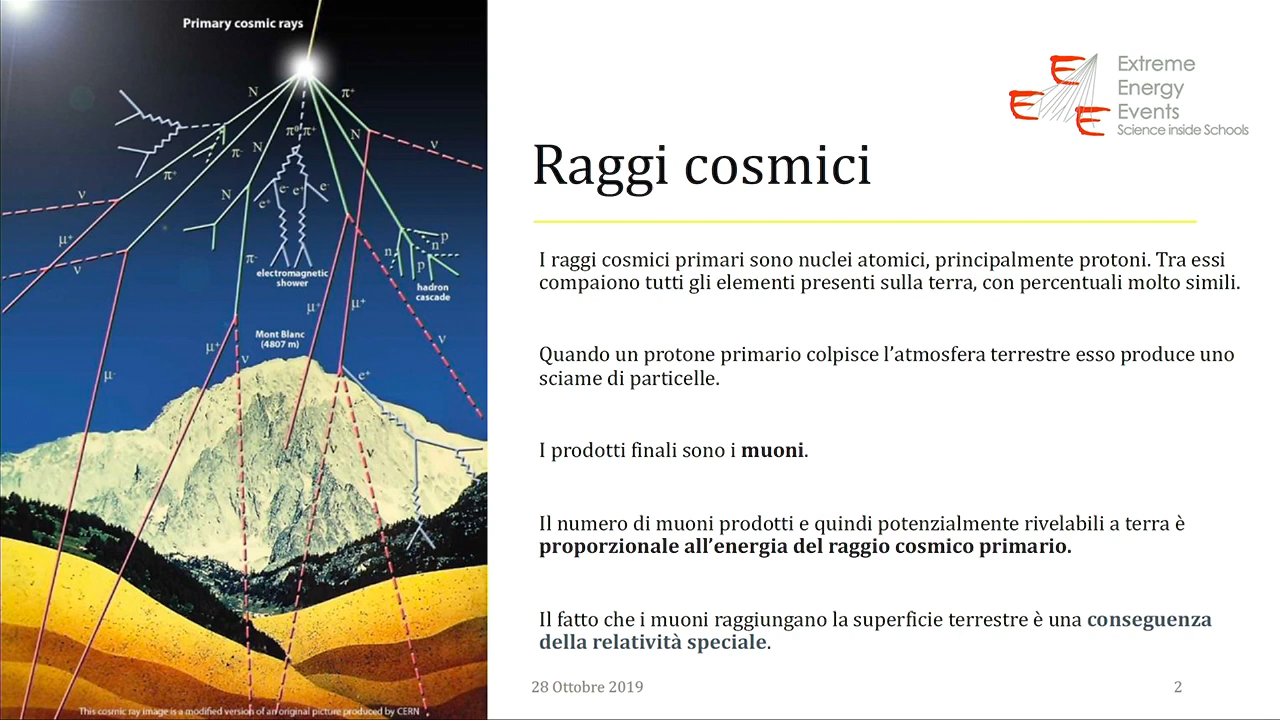 Primary cosmic rays
N
π⁺
π⁰
π⁺
N
ν
π⁻
N
π⁺
N
e⁻
e⁻
e⁻
e⁺
e⁺
ν
μ⁺
ν
π⁻
n
p
n
p
electromagnetic
shower
hadron
cascade
μ⁺
μ⁺
Mont Blanc
(4807 m)
ν
μ⁺
ν
μ⁻
e⁺
ν
ν
This cosmic ray image is a modified version of an original picture produced by CERN
E
E
E
Extreme
Energy
Events
Science inside Schools
Raggi cosmici
I raggi cosmici primari sono nuclei atomici, principalmente protoni. Tra essi
compaiono tutti gli elementi presenti sulla terra, con percentuali molto simili.
Quando un protone primario colpisce l’atmosfera terrestre esso produce uno
sciame di particelle.
I prodotti finali sono i muoni.
Il numero di muoni prodotti e quindi potenzialmente rivelabili a terra è
proporzionale all’energia del raggio cosmico primario.
Il fatto che i muoni raggiungano la superficie terrestre è una conseguenza
della relatività speciale.
28 Ottobre 2019
2